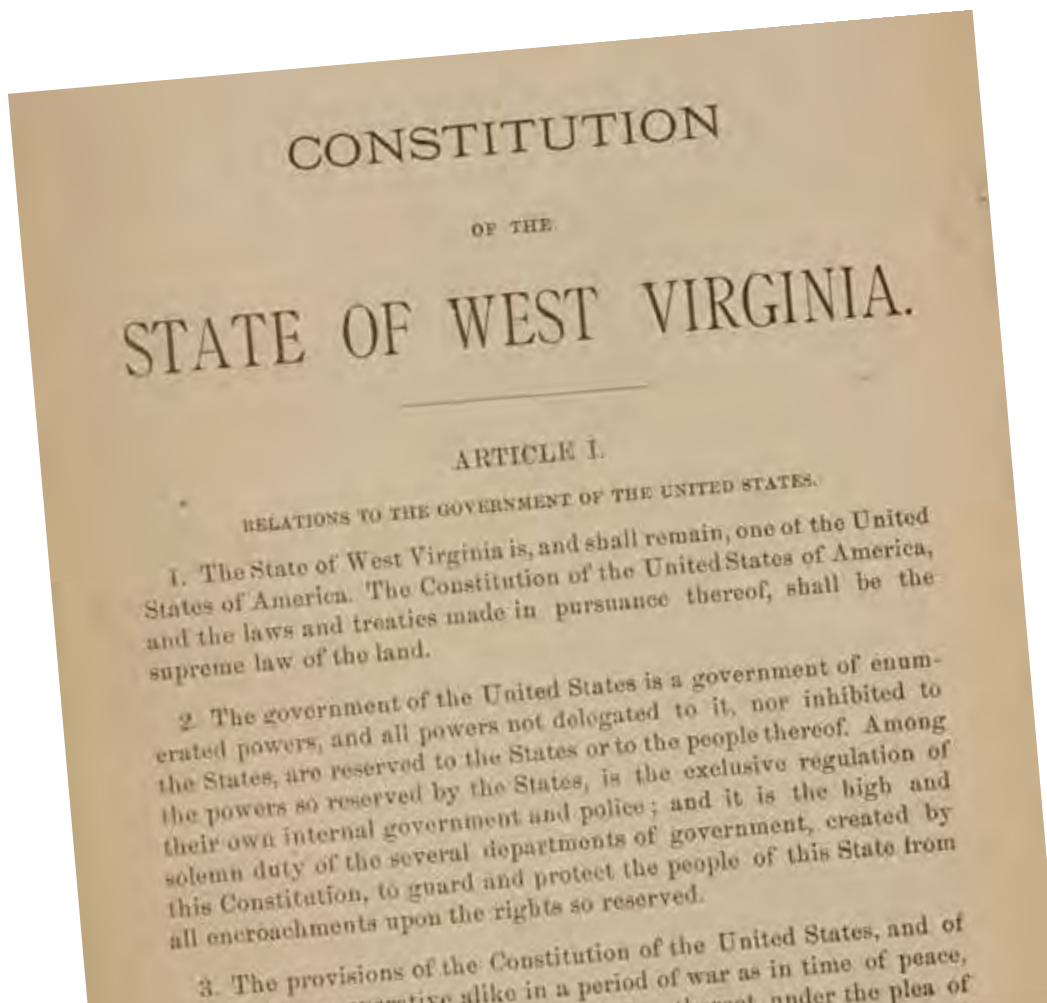 CONSTITUTION
OF THE
STATE OF WEST VIRGINIA.
ARTICLE I.
RELATIONS TO THE GOVERNMENT OF THE UNITED STATES.
1. The State of West Virginia is, and shall remain, one of the United
States of America. The Constitution of the United States of America,
and the laws and treaties made in pursuance thereof, shall be the
supreme law of the land.
2. The government of the United States is a government of enum-
erated powers, and all powers not delegated to it, nor inhibited to
the States, are reserved to the States or to the people thereof. Among
the powers so reserved by the States, is the exclusive regulation of
their own internal government and police; and it is the high and
solemn duty of the several departments of government, created by
this Constitution, to guard and protect the people of this State from
all encroachments upon the rights so reserved.
3. The provisions of the Constitution of the United States, and of
alike in a period of war as in time of peace,
under the plea of